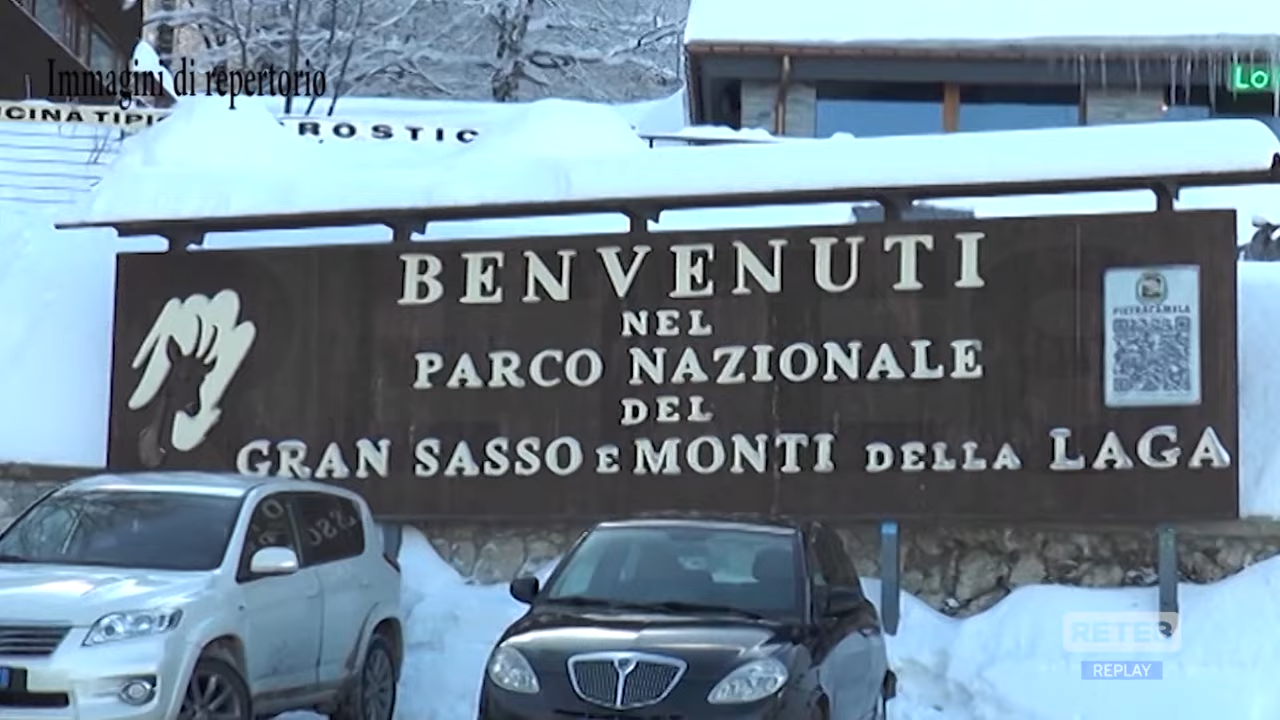 Immagini di repertorio
CINA TIPIC
ROSTIC
Lo
BENVENUTI
NEL
PARCO NAZIONALE
DEL
GRAN SASSO E MONTI DELLA LAGA
PIETRACAMELA
RETE8
REPLAY